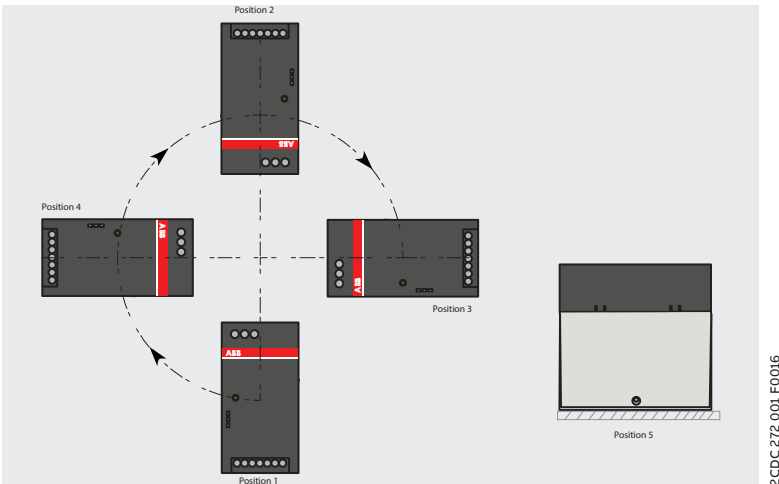 Position 2
ABB
Position 4
ABB
ABB
Position 3
ABB
Position 5
Position 1
2CDC 272 001 F0016